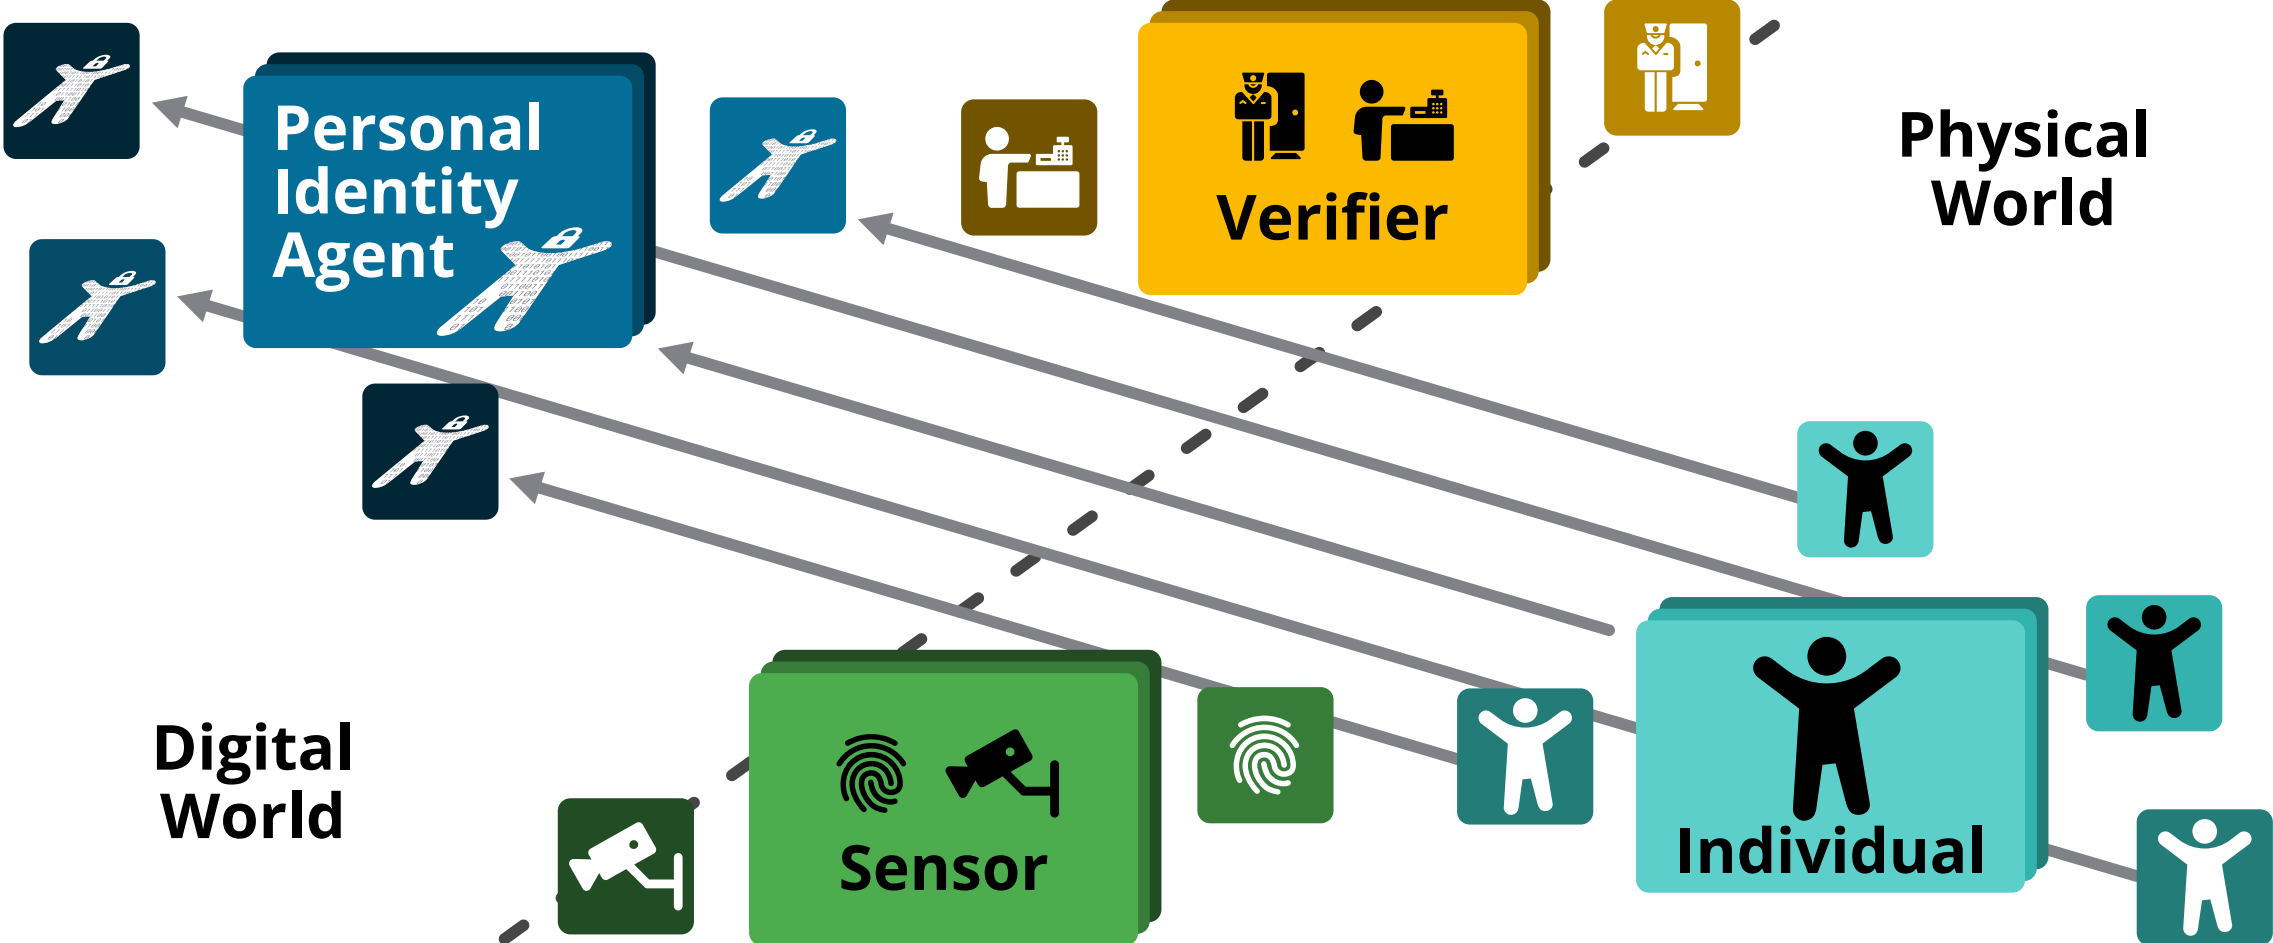 Personal
Identity
Agent
Verifier
Physical
World
Digital
World
Sensor
Individual